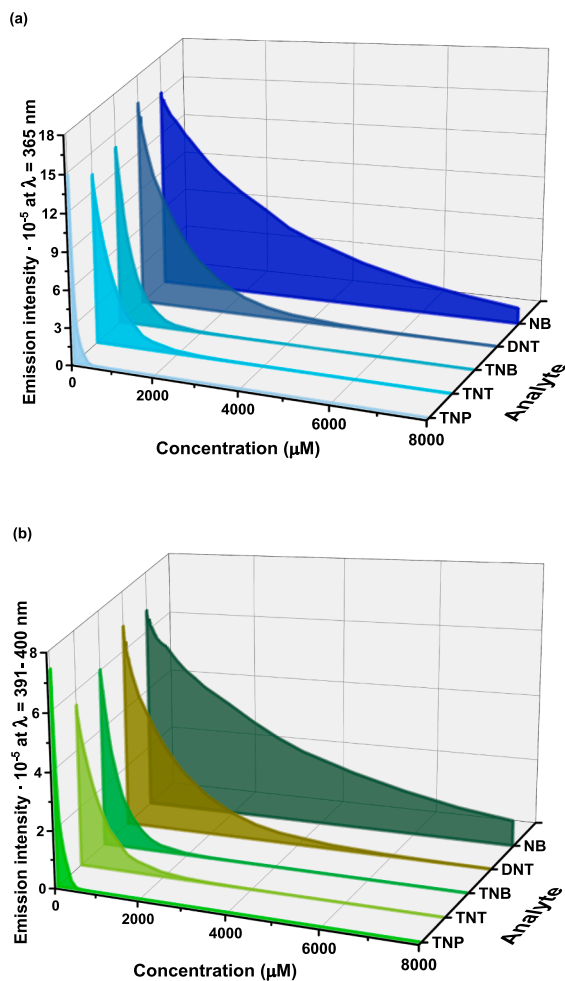 (a)
Emission intensity · 10⁻⁵ at λ = 365 nm
18
15
12
9
6
3
0
0
2000
4000
6000
8000
Concentration (μM)
NB
DNT
TNB
TNT
TNP
Analyte
(b)
Emission intensity · 10⁻⁵ at λ = 391-400 nm
8
6
4
2
0
0
2000
4000
6000
8000
Concentration (μM)
NB
DNT
TNB
TNT
TNP
Analyte